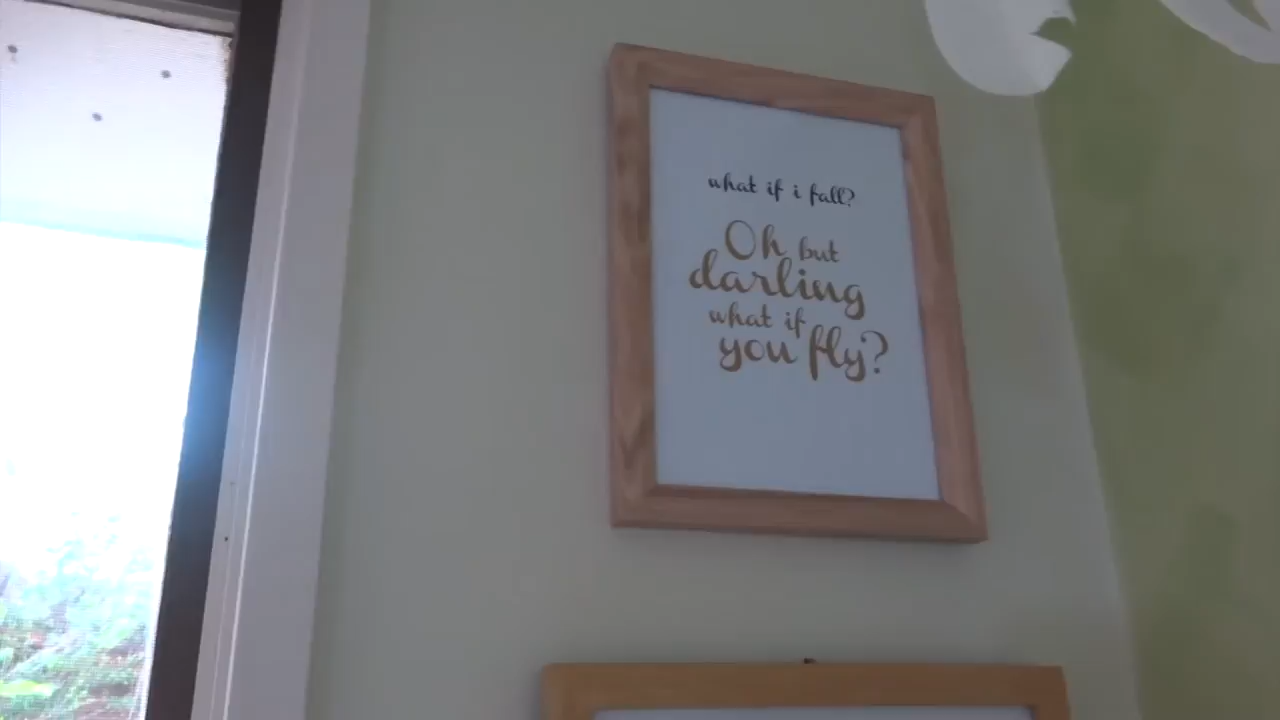 what if i fall?
Oh but
darling
what if
you fly?